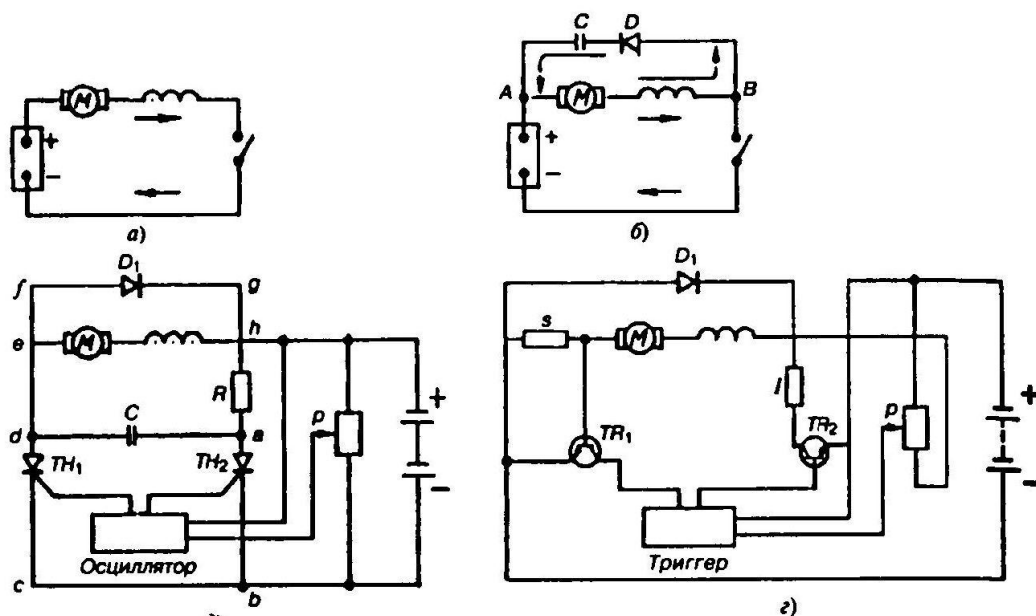 M
+
−
а)
C
D
A
M
B
+
−
б)
D₁
f
g
e
M
h
R
C
d
a
p
+
−
TH₁
TH₂
Осциллятор
c
b
D₁
s
M
I
p
TR₁
TR₂
+
−
Триггер
г)